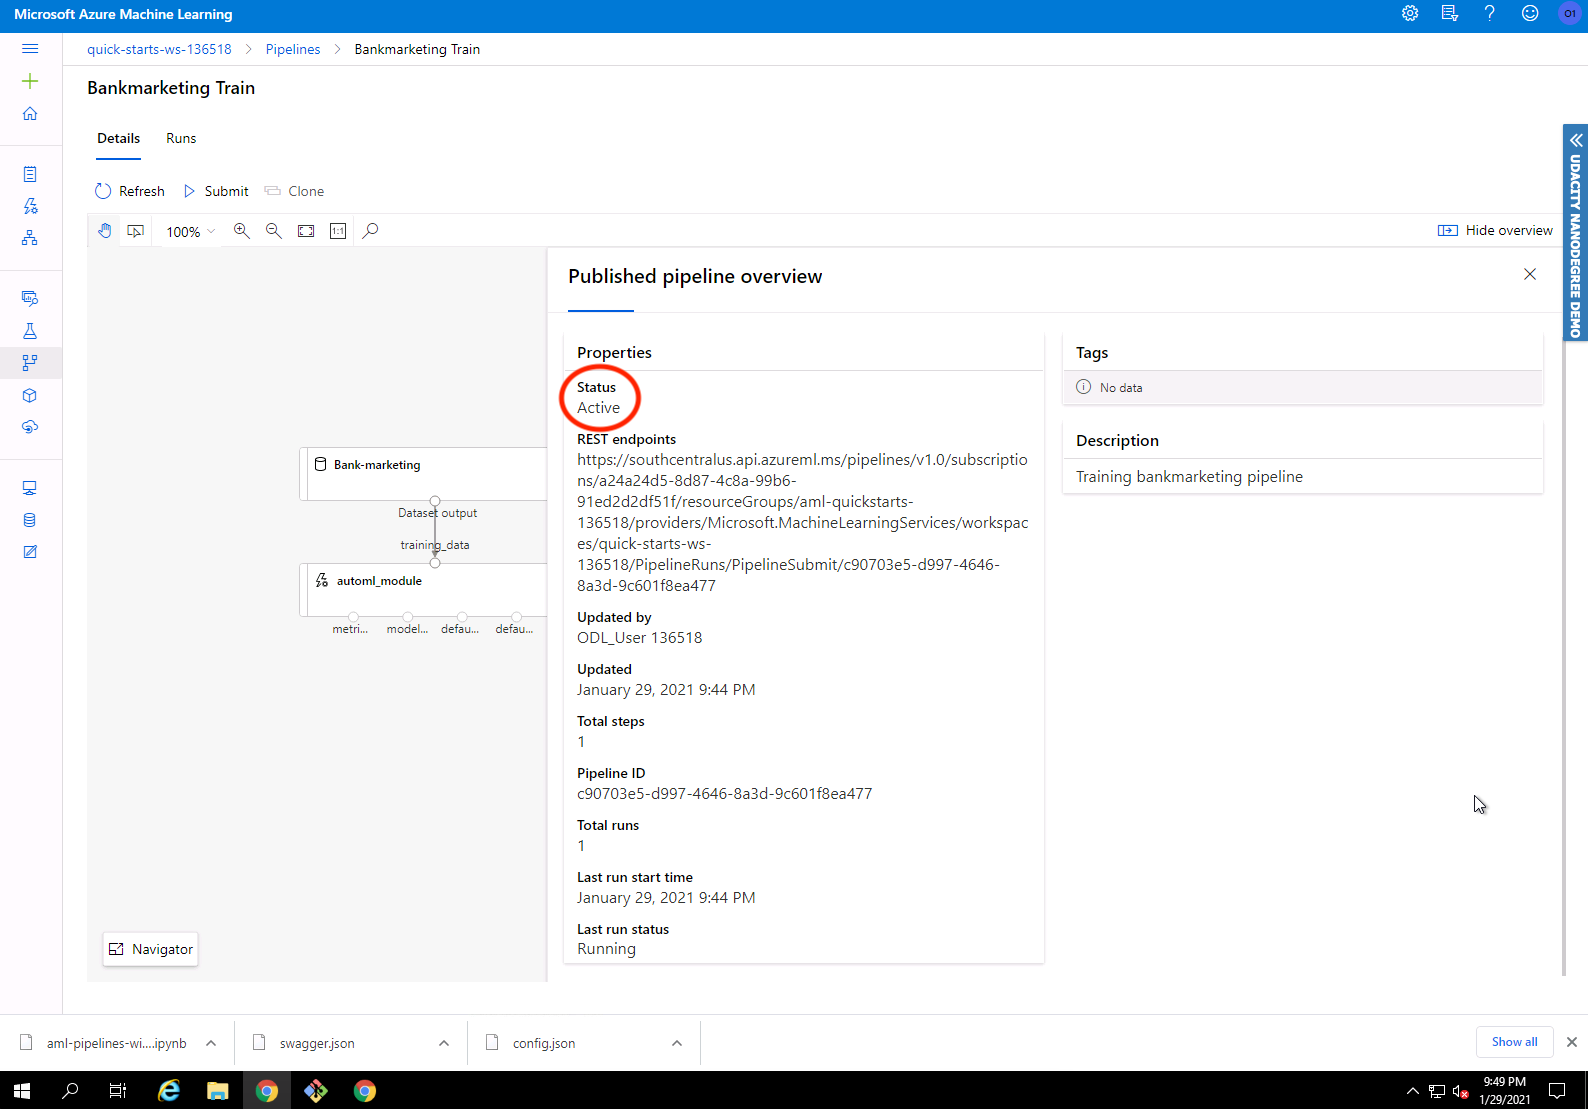 Microsoft Azure Machine Learning
O1
quick-starts-ws-136518 > Pipelines > Bankmarketing Train
Bankmarketing Train
Details Runs
Refresh Submit Clone
100%
1:1
Hide overview
UDACITY NANODEGREE DEMO
Published pipeline overview
Properties
Status
Active
REST endpoints
https://southcentralus.api.azureml.ms/pipelines/v1.0/subscriptio
ns/a24a24d5-8d87-4c8a-99b6-
91ed2d2df51f/resourceGroups/aml-quickstarts-
136518/providers/Microsoft.MachineLearningServices/workspac
es/quick-starts-ws-
136518/PipelineRuns/PipelineSubmit/c90703e5-d997-4646-
8a3d-9c601f8ea477
Updated by
ODL_User 136518
Updated
January 29, 2021 9:44 PM
Total steps
1
Pipeline ID
c90703e5-d997-4646-8a3d-9c601f8ea477
Total runs
1
Last run start time
January 29, 2021 9:44 PM
Last run status
Running
Tags
No data
Description
Training bankmarketing pipeline
Bank-marketing
Dataset output
training_data
automl_module
metri... model... defau... defau...
Navigator
aml-pipelines-wi....ipynb swagger.json config.json Show all
9:49 PM
1/29/2021